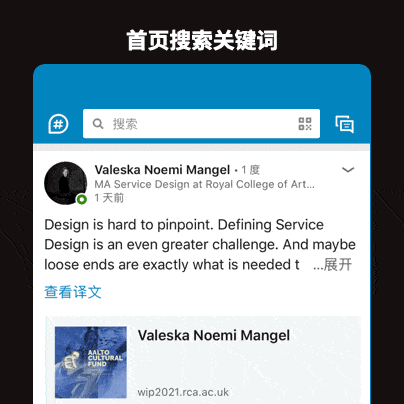 首页搜索关键词
#
搜索
Valeska Noemi Mangel • 1 度
MA Service Design at Royal College of Art...
1 天前
Design is hard to pinpoint. Defining Service
Design is an even greater challenge. And maybe
loose ends are exactly what is needed t ...展开
查看译文
Valeska Noemi Mangel
AALTO
CULTURAL
FUND
wip2021.rca.ac.uk